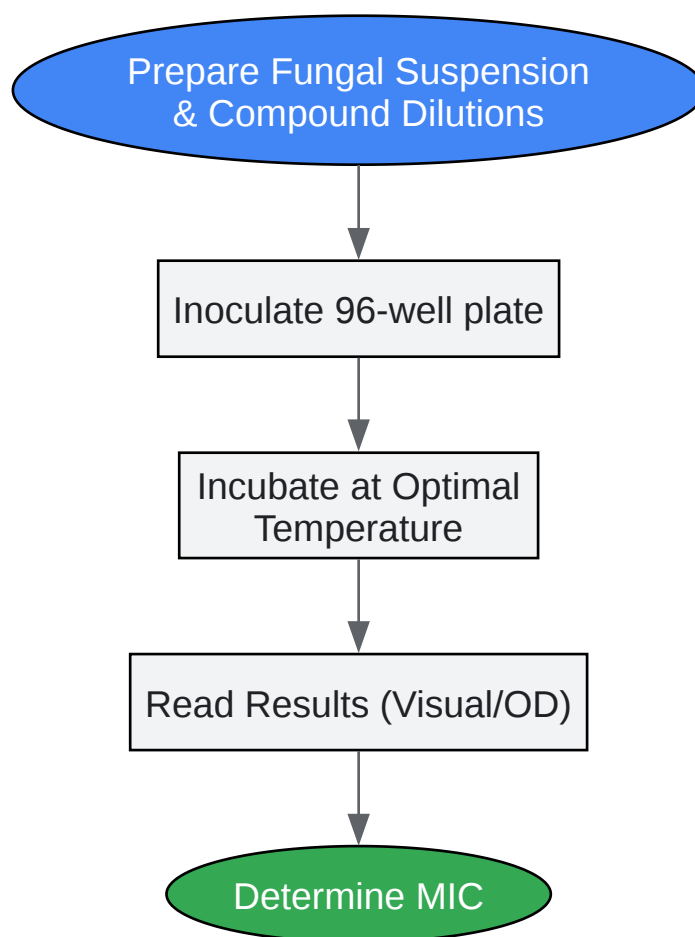 Prepare Fungal Suspension
& Compound Dilutions
Inoculate 96-well plate
Incubate at Optimal
Temperature
Read Results (Visual/OD)
Determine MIC